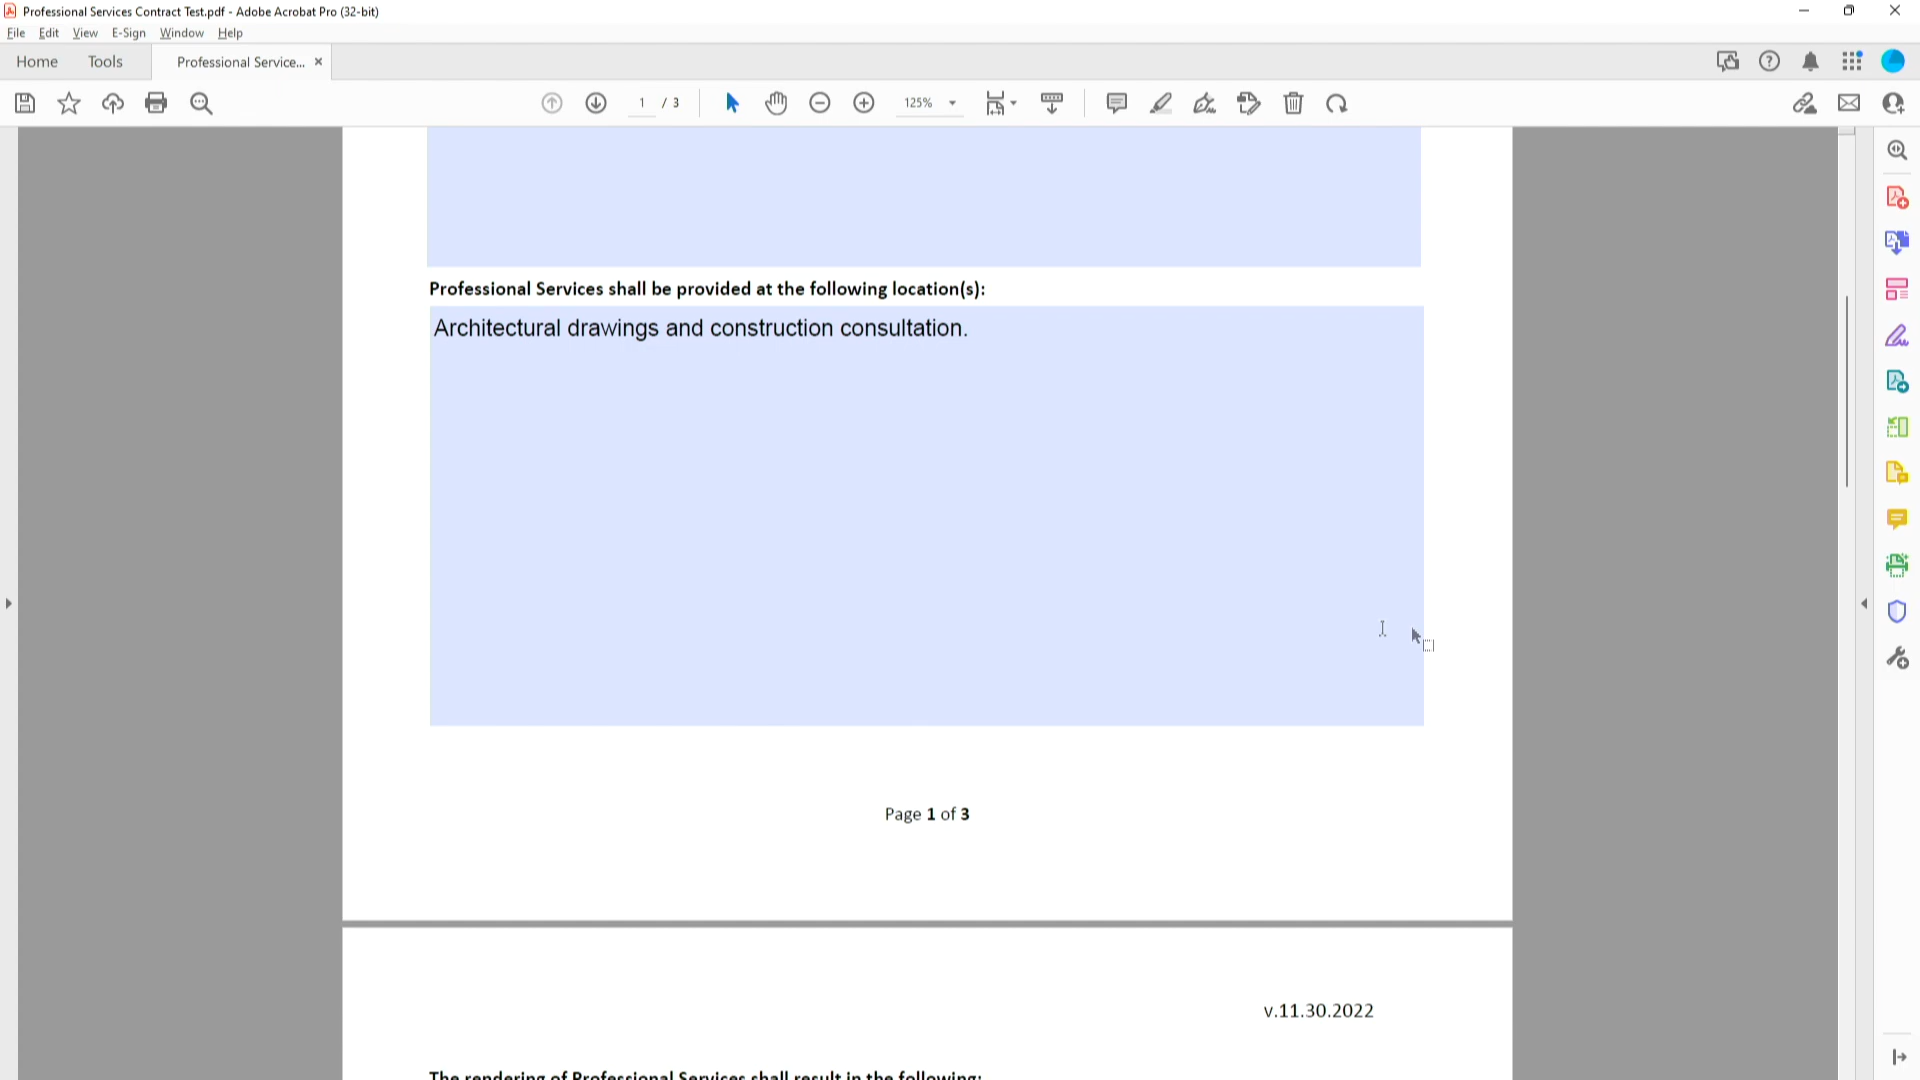 Professional Services Contract Test.pdf - Adobe Acrobat Pro (32-bit)
File Edit View E-Sign Window Help
Home Tools Professional Service... ×
1 / 3 125%
Professional Services shall be provided at the following location(s):
Architectural drawings and construction consultation.
Page 1 of 3
v.11.30.2022
The rendering of Professional Services shall result in the following: